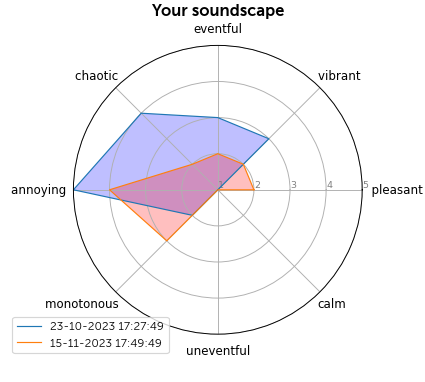 Your soundscape
eventful
chaotic
vibrant
annoying
1
2
3
4
5
pleasant
monotonous
calm
23-10-2023 17:27:49
15-11-2023 17:49:49
uneventful